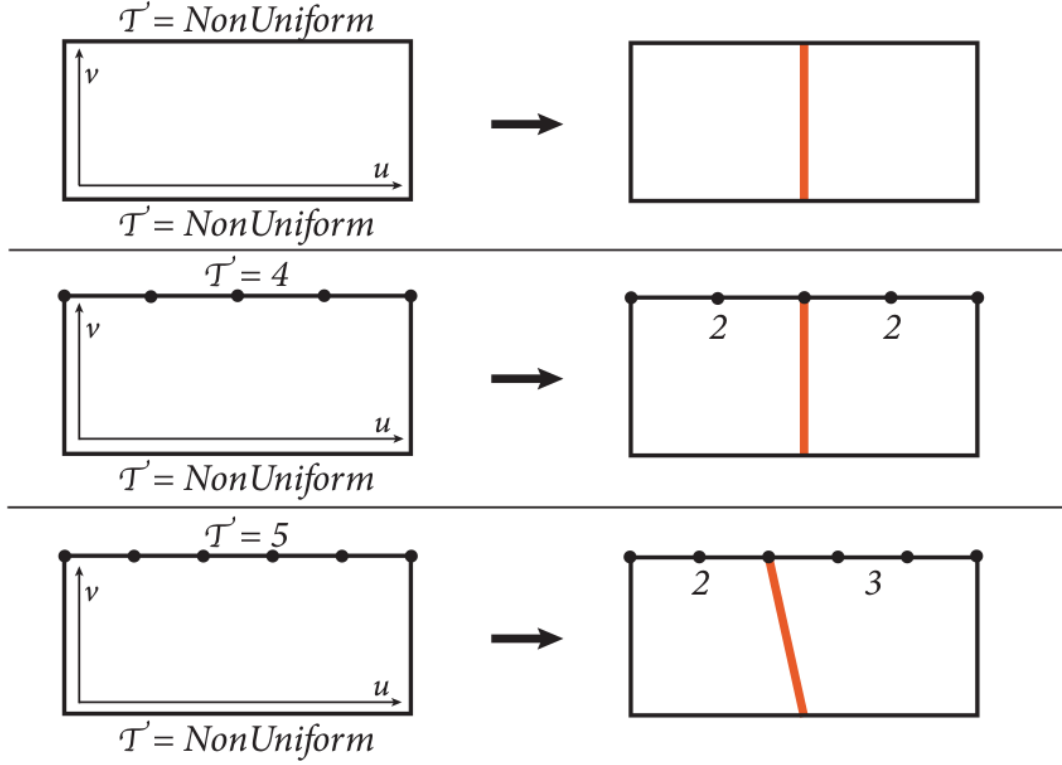 𝒯 = NonUniform
v
u
𝒯 = NonUniform
𝒯 = 4
v
2 2
u
𝒯 = NonUniform
𝒯 = 5
v
2 3
u
𝒯 = NonUniform